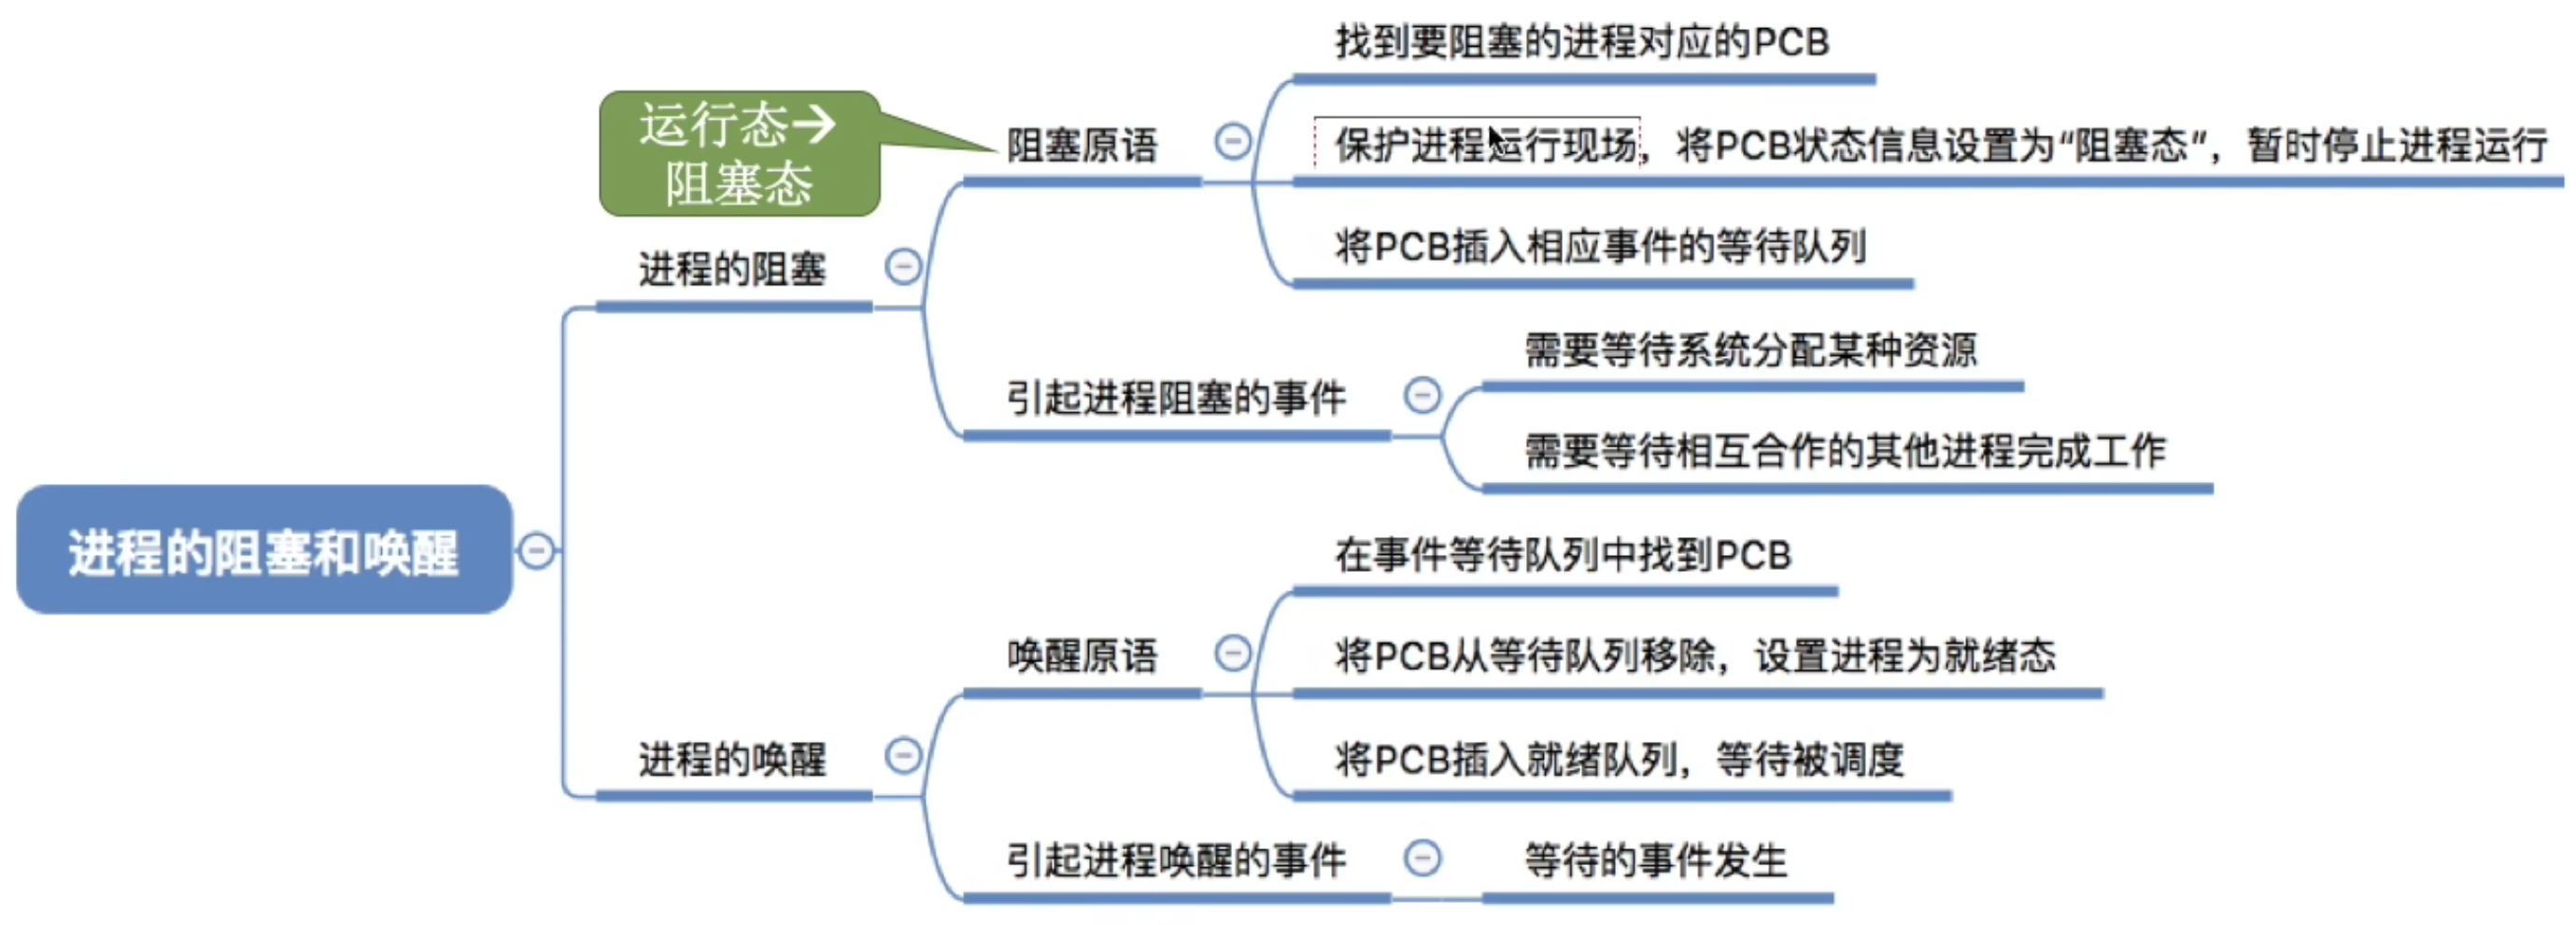 找到要阻塞的进程对应的PCB
运行态→
阻塞态
阻塞原语
保护进程运行现场，将PCB状态信息设置为“阻塞态”，暂时停止进程运行
将PCB插入相应事件的等待队列
进程的阻塞
需要等待系统分配某种资源
引起进程阻塞的事件
需要等待相互合作的其他进程完成工作
进程的阻塞和唤醒
在事件等待队列中找到PCB
唤醒原语
将PCB从等待队列移除，设置进程为就绪态
将PCB插入就绪队列，等待被调度
进程的唤醒
引起进程唤醒的事件
等待的事件发生